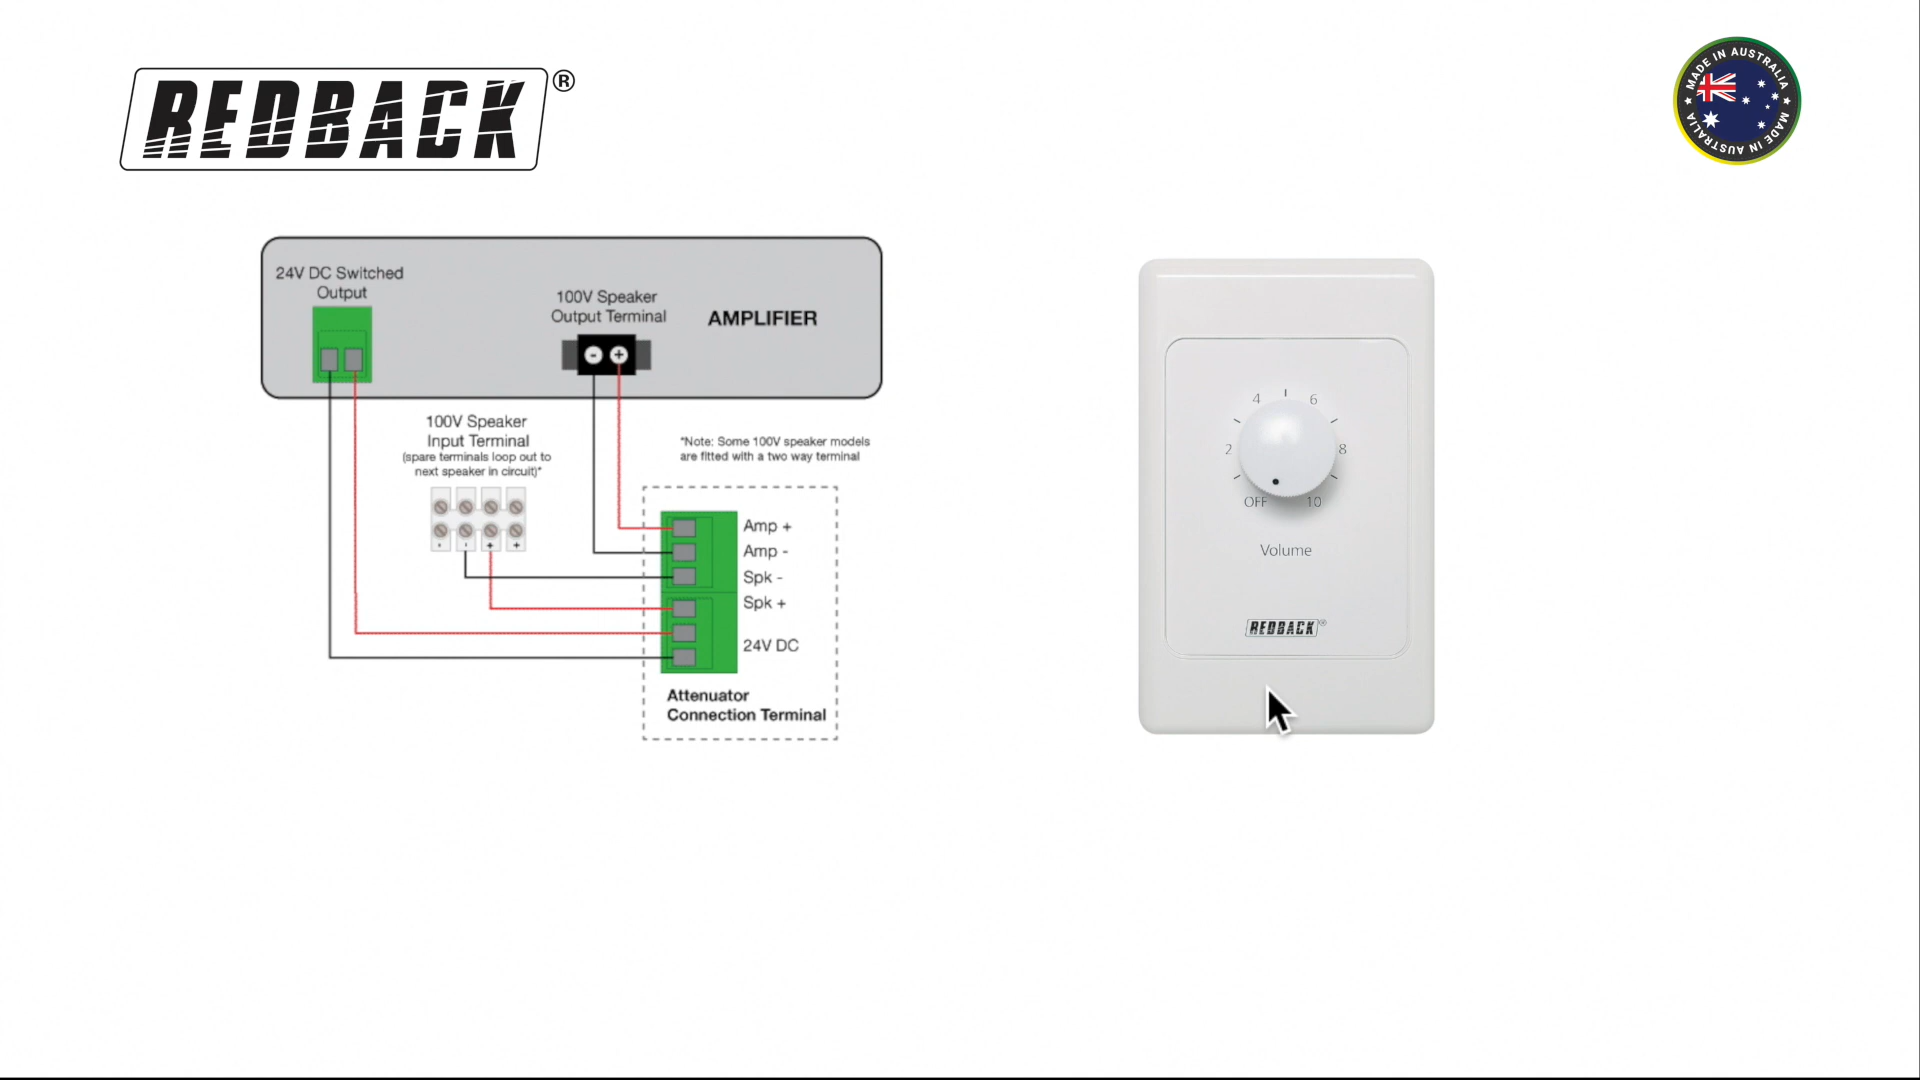 REDBACK®
MADE IN AUSTRALIA
MADE IN AUSTRALIA
24V DC Switched
Output
100V Speaker
Output Terminal
AMPLIFIER
- +
100V Speaker
Input Terminal
(spare terminals loop out to
next speaker in circuit)*
*Note: Some 100V speaker models
are fitted with a two way terminal
- - + +
Amp +
Amp -
Spk -
Spk +
24V DC
Attenuator
Connection Terminal
4 6
2 8
OFF 10
Volume
REDBACK®